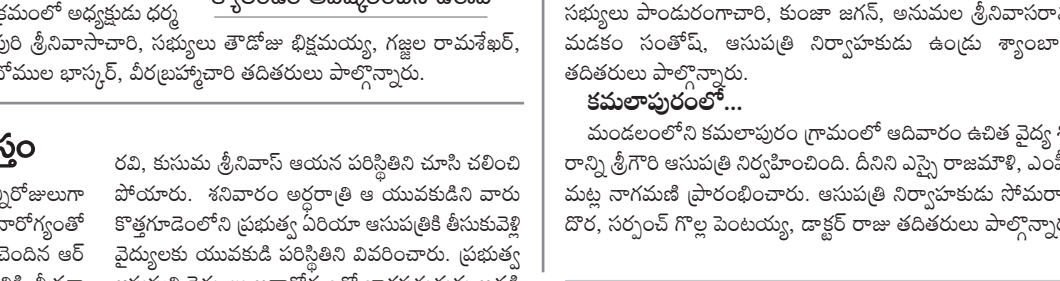 క్రమంలో అధ్యక్షుడు ధర్మ
పురి శ్రీనివాసాచారి, సభ్యులు తౌడోజు భిక్షమయ్య, గజ్జల రామశేఖర్,
పోముల భాస్కర్, వీరబ్రహ్మాచారి తదితరులు పాల్గొన్నారు.
స్తం
న్నిరోజులుగా
నారోగ్యంతో
చెందిన ఆర్
రవి, కుసుమ శ్రీనివాస్ ఆయన పరిస్థితిని చూసి చలించి
పోయారు. శనివారం అర్ధరాత్రి ఆ యువకుడిని వారు
కొత్తగూడెంలోని ప్రభుత్వ ఏరియా ఆసుపత్రికి తీసుకువెళ్లి
వైద్యులకు యువకుడి పరిస్థితిని వివరించారు. ప్రభుత్వ
సభ్యులు పాండురంగాచారి, కుంజా జగన్, అనుమల శ్రీనివాసరా
మడకం సంతోష్, ఆసుపత్రి నిర్వాహకుడు ఉండ్రు శ్యాంబా
తదితరులు పాల్గొన్నారు.
కమలాపురంలో...
మండలంలోని కమలాపురం గ్రామంలో ఆదివారం ఉచిత వైద్య
రాన్ని శ్రీగౌరి ఆసుపత్రి నిర్వహించింది. దీనిని ఎస్సై రాజమౌళి, ఎంపీ
మట్ల నాగమణి ప్రారంభించారు. ఆసుపత్రి నిర్వాహకుడు సోమరా
దొర, సర్పంచ్ గొల్ల పెంటయ్య, డాక్టర్ రాజు తదితరులు పాల్గొన్నా